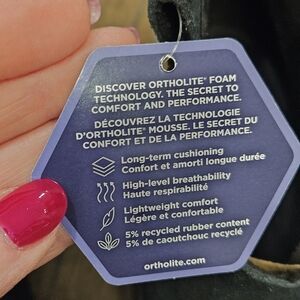 DISCOVER ORTHOLITE® FOAM
TECHNOLOGY. THE SECRET TO
COMFORT AND PERFORMANCE.
DÉCOUVREZ LA TECHNOLOGIE
D'ORTHOLITE® MOUSSE. LE SECRET DU
CONFORT ET DE LA PERFORMANCE.
Long-term cushioning
Confort et amorti longue durée
High-level breathability
Haute respirabilité
Lightweight comfort
Légère et confortable
5% recycled rubber content
5% de caoutchouc recyclé
ortholite.com